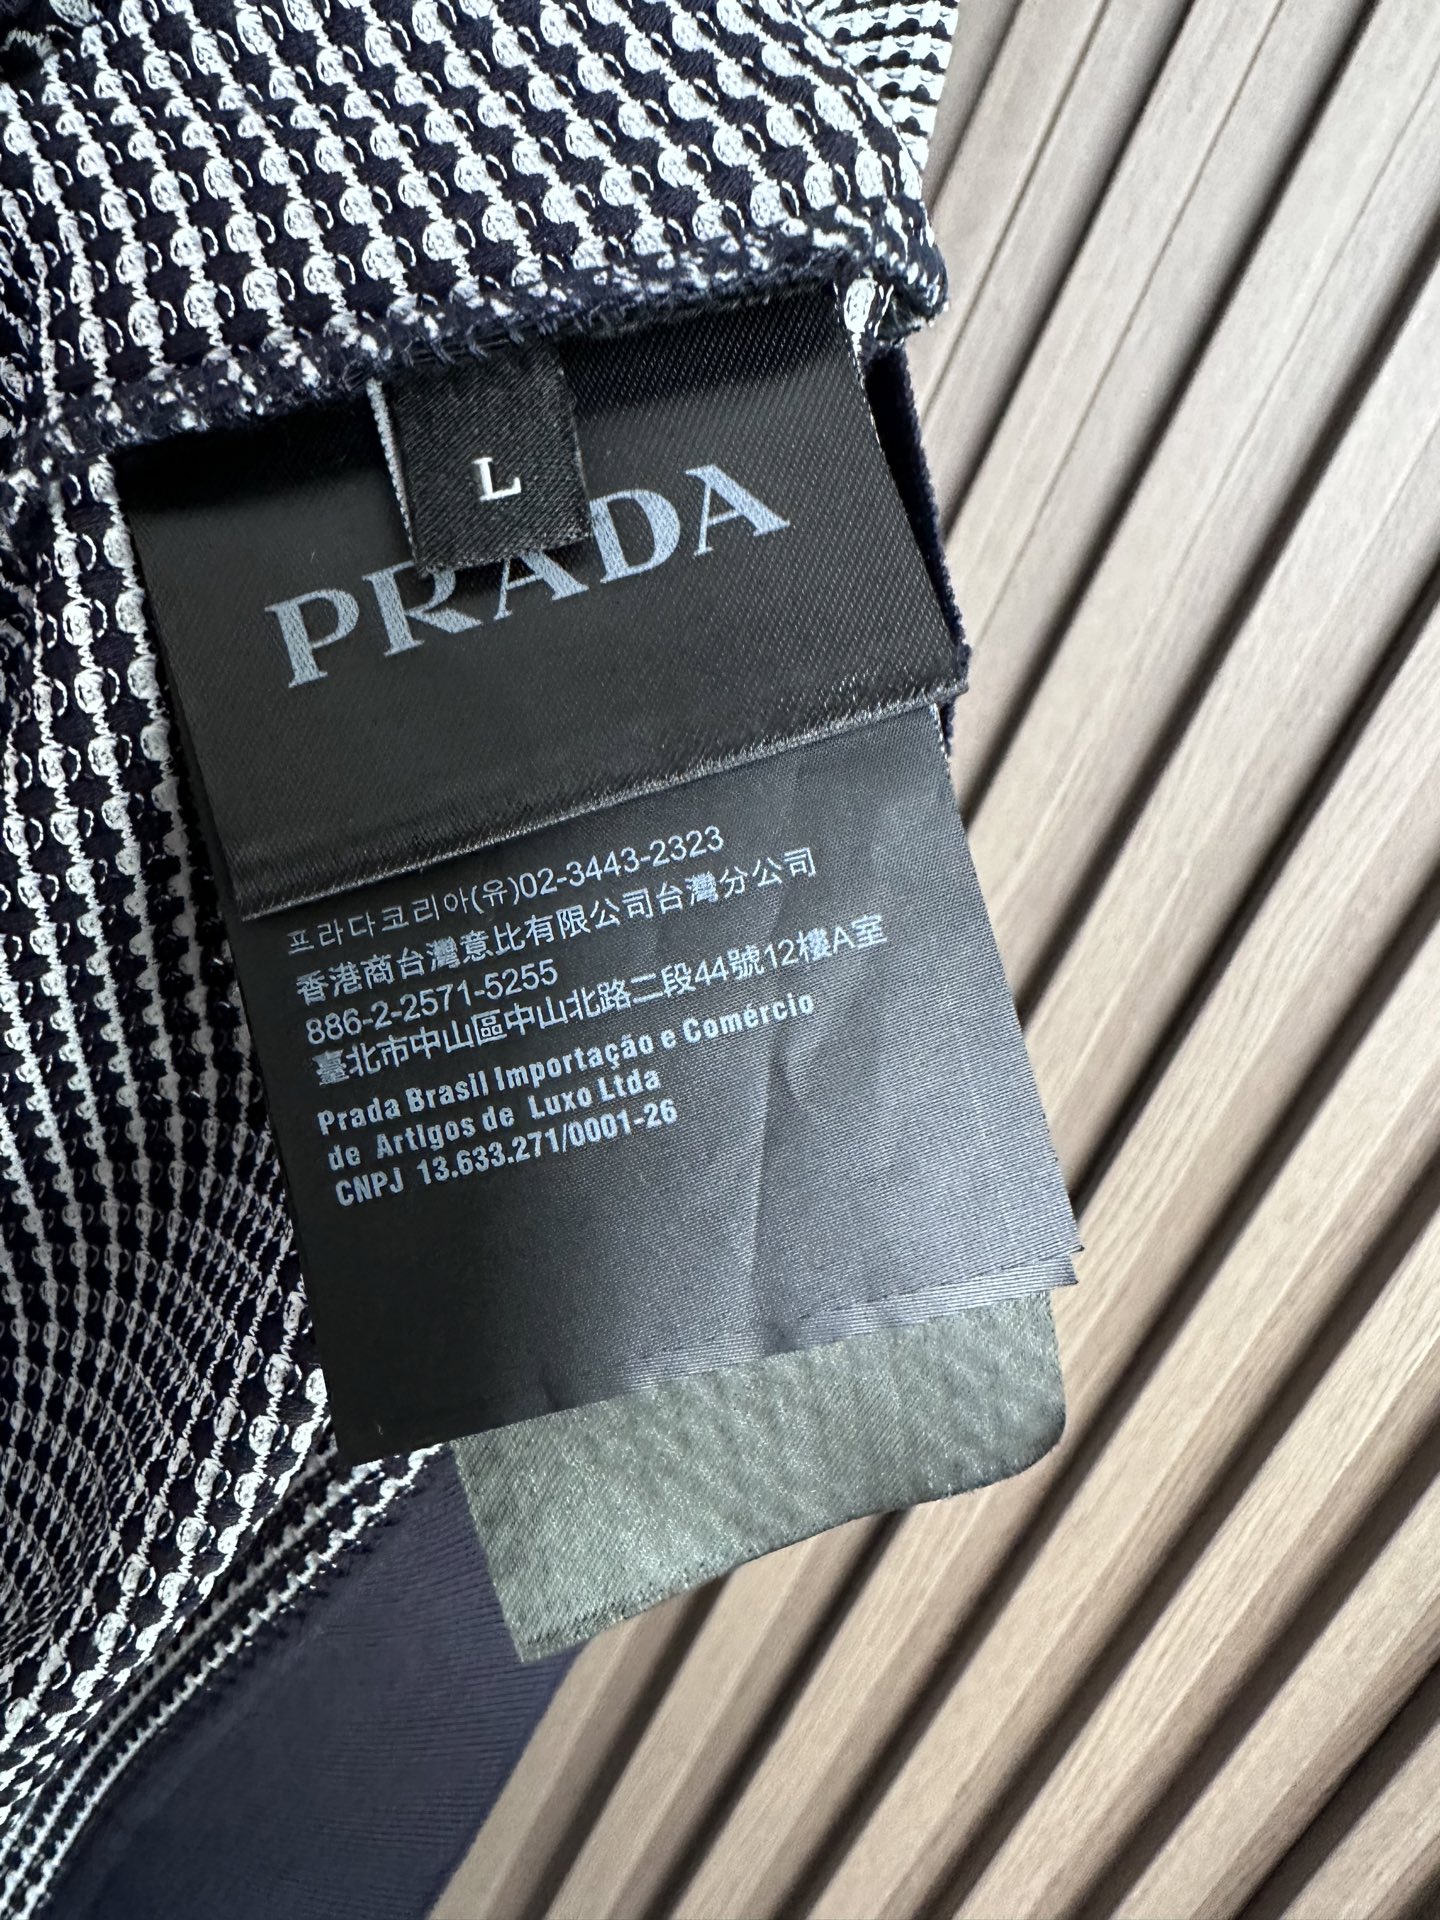 L
PRADA
프라다코리아(유)02-3443-2323
香港商台灣意比有限公司台灣分公司
886-2-2571-5255
臺北市中山區中山北路二段44號12樓A室
Prada Brasil Importação e Comércio
de Artigos de Luxo Ltda
CNPJ 13.633.271/0001-26